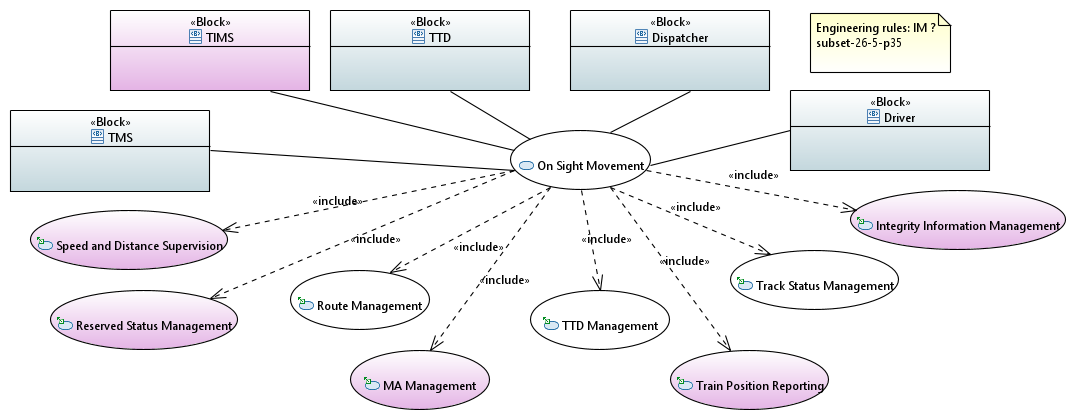 «Block»
TIMS
«Block»
TTD
«Block»
Dispatcher
Engineering rules: IM ?
subset-26-5-p35
«Block»
TMS
«Block»
Driver
On Sight Movement
«include»
«include»
«include»
«include»
«include»
«include»
«include»
«include»
Speed and Distance Supervision
Integrity Information Management
Reserved Status Management
Route Management
TTD Management
Track Status Management
MA Management
Train Position Reporting